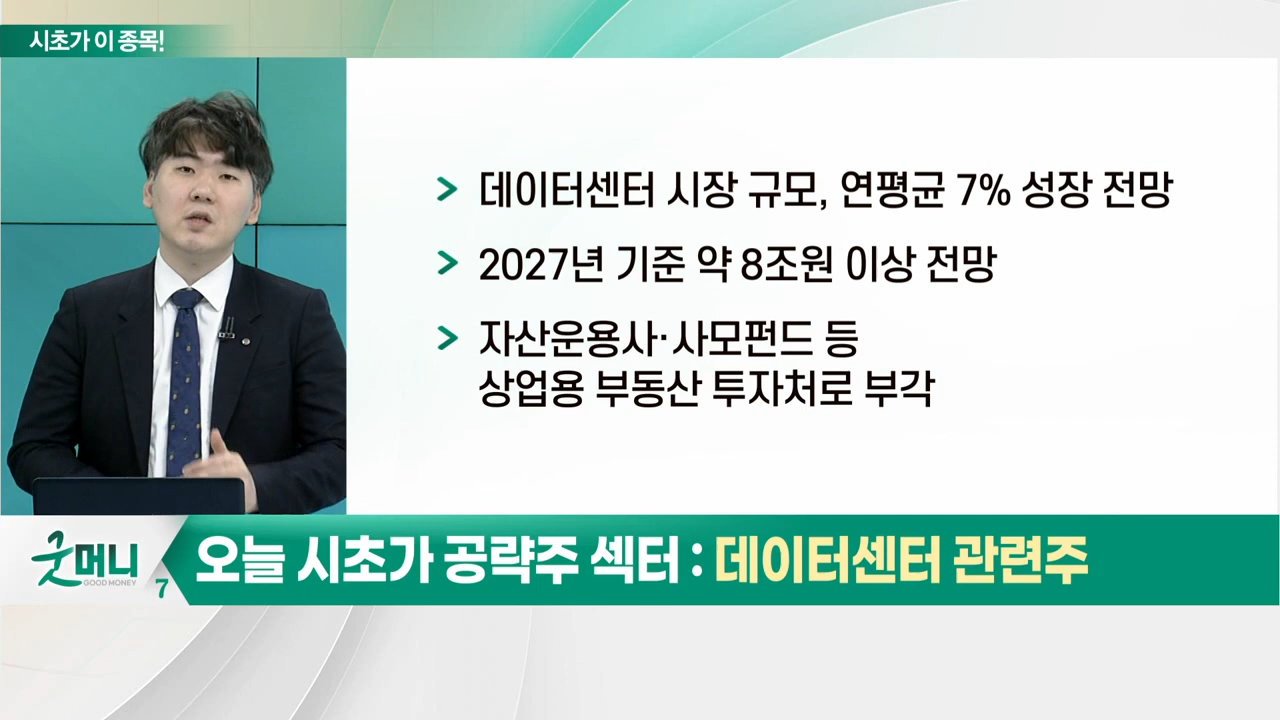 시초가 이 종목!
> 데이터센터 시장 규모, 연평균 7% 성장 전망
> 2027년 기준 약 8조원 이상 전망
> 자산운용사·사모펀드 등
상업용 부동산 투자처로 부각
굿머니
GOOD MONEY
7
오늘 시초가 공략주 섹터 : 데이터센터 관련주